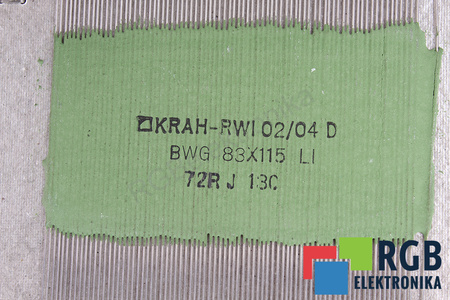 KRAH-RWI 02/04 D
BWG 83X115 LI
72R J 13C
RGB
ELEKTRONIKA